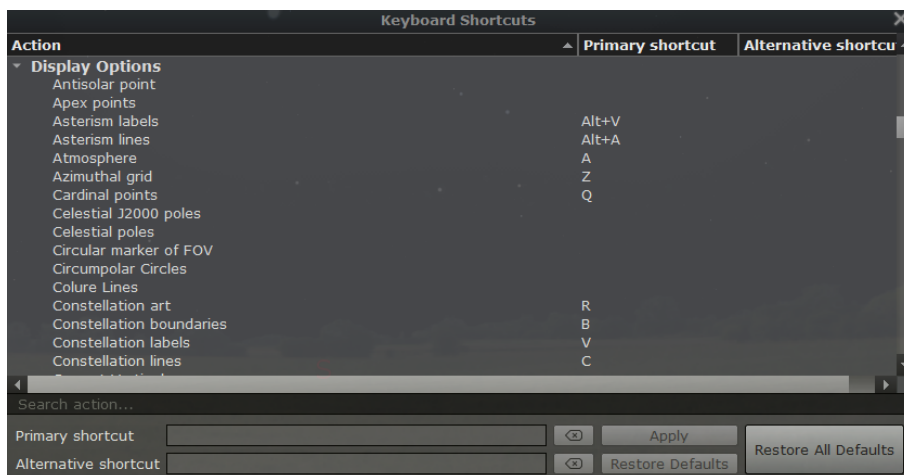 Keyboard Shortcuts
Action Primary shortcut Alternative shortcu
Display Options
Antisolar point
Apex points
Asterism labels Alt+V
Asterism lines Alt+A
Atmosphere A
Azimuthal grid Z
Cardinal points Q
Celestial J2000 poles
Celestial poles
Circular marker of FOV
Circumpolar Circles
Colure Lines
Constellation art R
Constellation boundaries B
Constellation labels V
Constellation lines C
Search action...
Primary shortcut Apply
Restore All Defaults
Alternative shortcut Restore Defaults